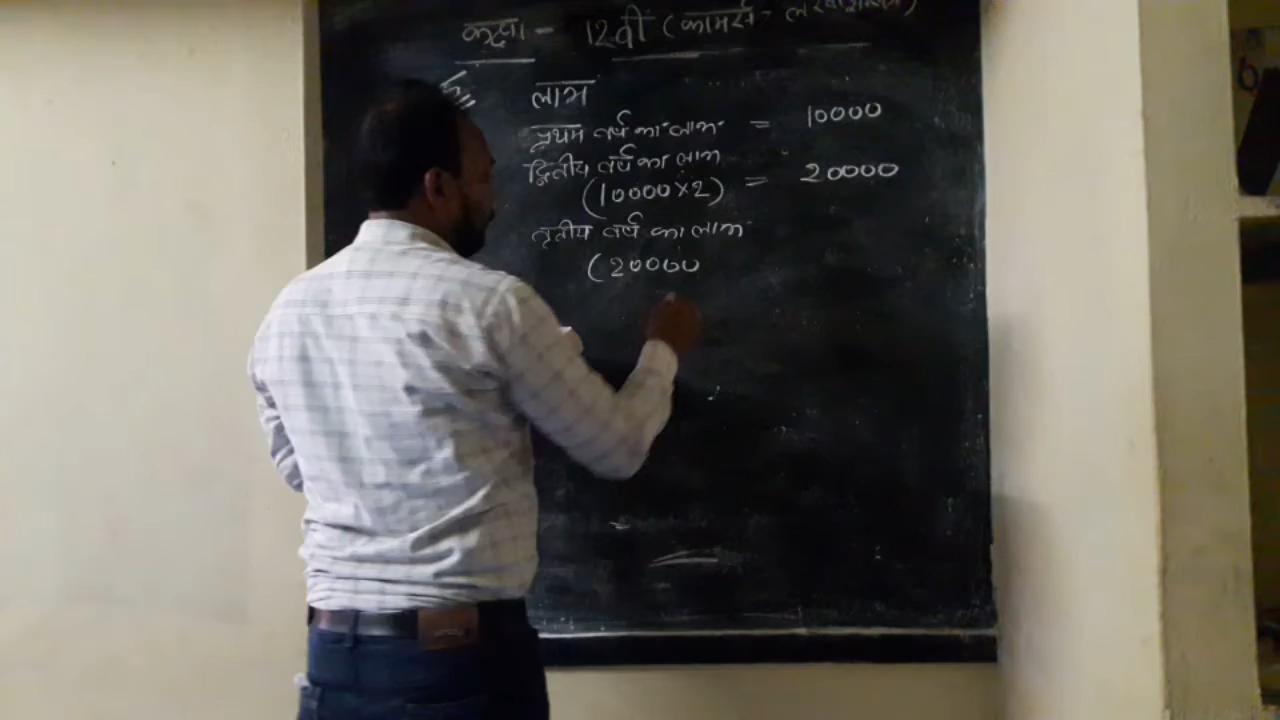 कक्षा - 12वीं (कामर्स -
लाभ
प्रथम वर्ष का लाभ = 10000
द्वितीय वर्ष का लाभ
(10000×2) = 20000
तृतीय वर्ष का लाभ
(20000